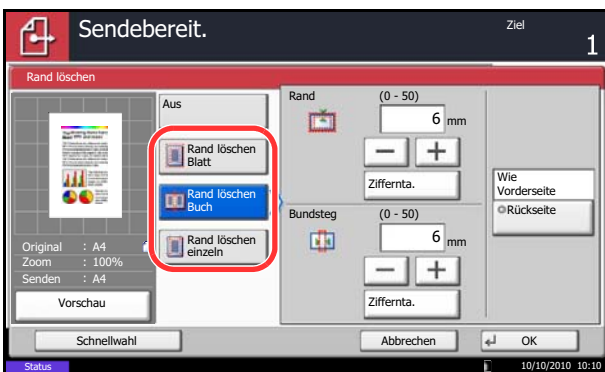 Sendebereit.
Ziel
1
Rand löschen
Aus
Rand löschen
Blatt
Rand löschen
Buch
Rand löschen
einzeln
Original : A4
Zoom : 100%
Senden : A4
Vorschau
Rand (0 - 50)
6 mm
Ziffernta.
Bundsteg (0 - 50)
6 mm
Ziffernta.
Wie
Vorderseite
Rückseite
Schnellwahl
Abbrechen
OK
Status
10/10/2010 10:10